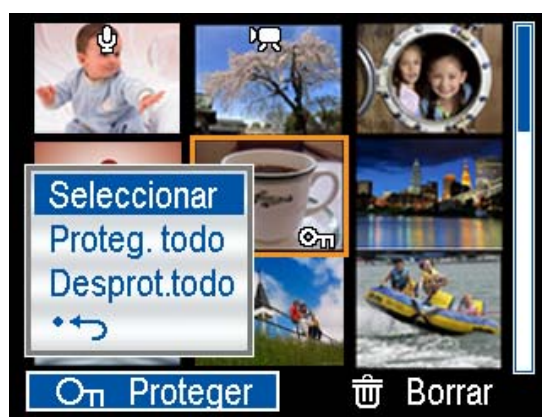 Seleccionar
Proteg. todo
Desprot.todo
Proteger
Borrar